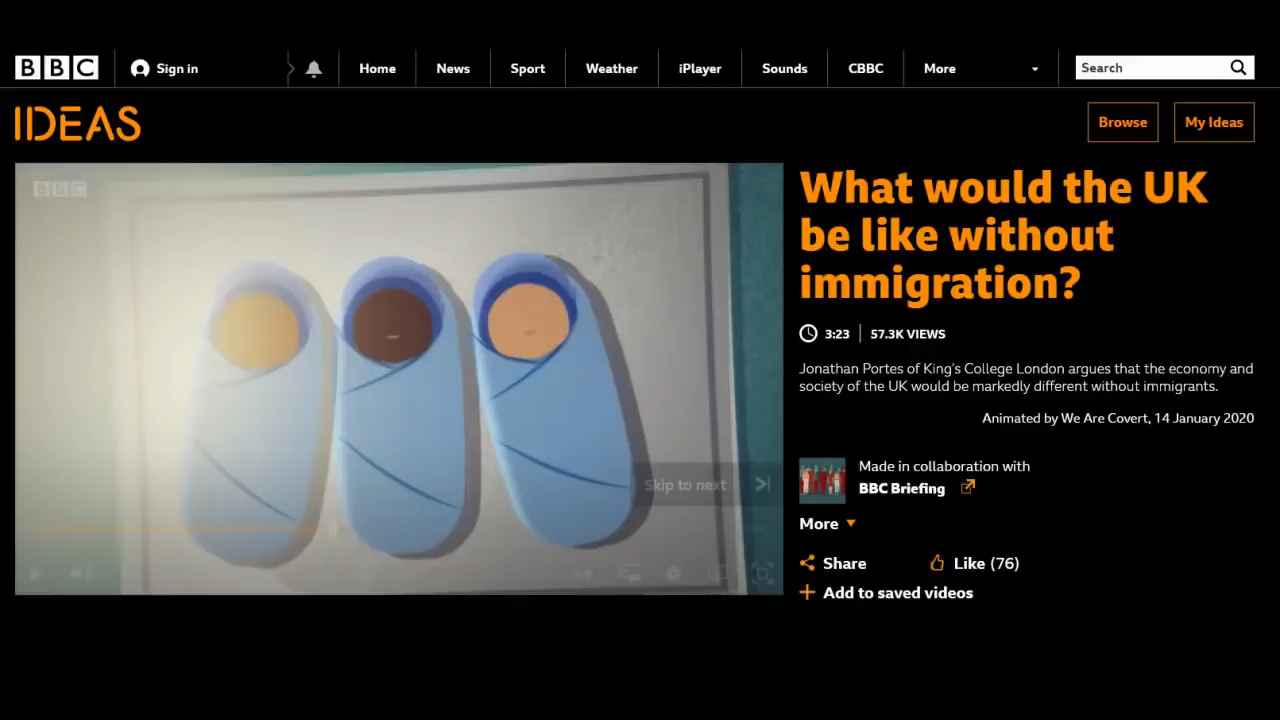 BBC
Sign in
Home
News
Sport
Weather
iPlayer
Sounds
CBBC
More
Search
IDEAS
Browse
My Ideas
BBC
Skip to next
What would the UK
be like without
immigration?
3:23
57.3K VIEWS
Jonathan Portes of King's College London argues that the economy and
society of the UK would be markedly different without immigrants.
Animated by We Are Covert, 14 January 2020
Made in collaboration with
BBC Briefing
More
Share
Like (76)
Add to saved videos